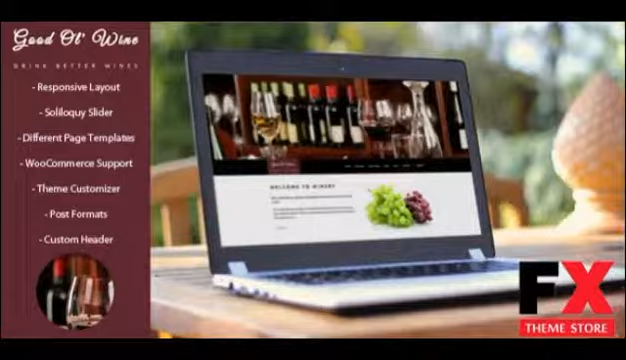 Good Ol' Wine
DRINK BETTER WINES
- Responsive Layout
- Soliloquy Slider
- Different Page Templates
- WooCommerce Support
- Theme Customizer
- Post Formats
- Custom Header
WELCOME TO WINERY
FX
THEME STORE